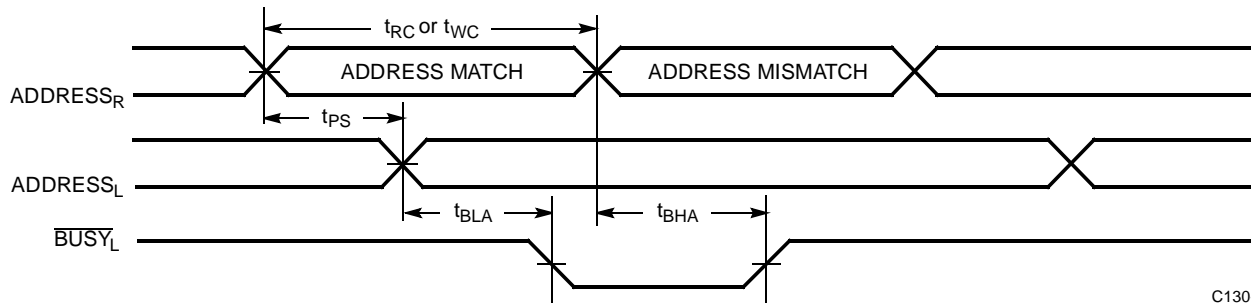 tRC or tWC
ADDRESS MATCH
ADDRESS MISMATCH
ADDRESSR
tPS
ADDRESSL
tBLA
tBHA
BUSYL
C130